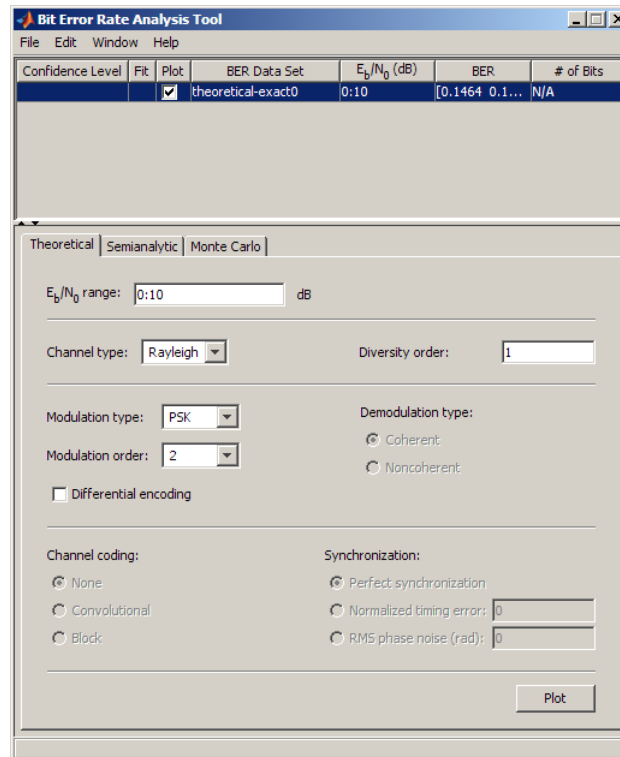 Bit Error Rate Analysis Tool
File Edit Window Help
Confidence Level Fit Plot BER Data Set Eb/N0 (dB) BER # of Bits
theoretical-exact0 0:10 [0.1464 0.1... N/A
Theoretical Semianalytic Monte Carlo
Eb/N0 range: 0:10 dB
Channel type: Rayleigh Diversity order: 1
Modulation type: PSK Demodulation type:
Coherent
Modulation order: 2
Noncoherent
Differential encoding
Channel coding: Synchronization:
None Perfect synchronization
Convolutional Normalized timing error: 0
Block RMS phase noise (rad): 0
Plot